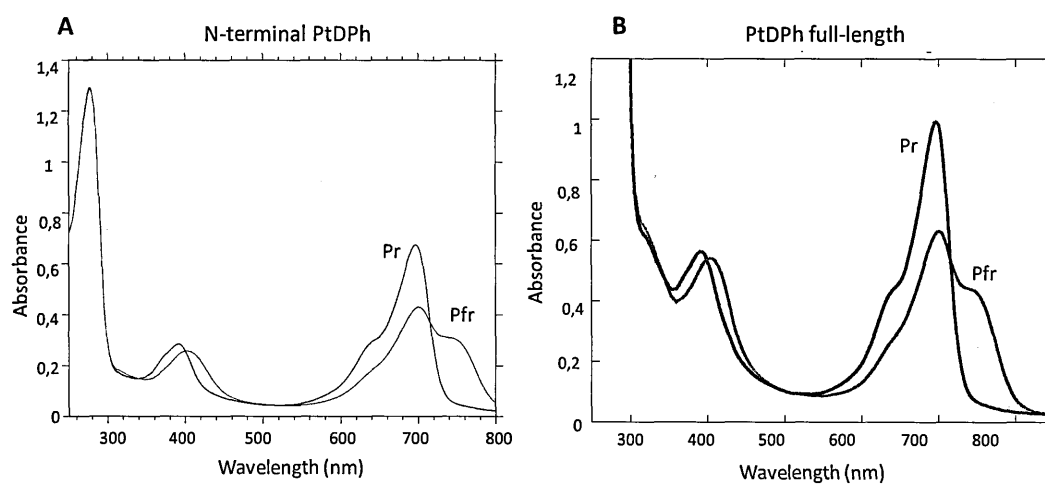 A
N-terminal PtDPh
1,4
1,2
1
0,8
0,6
0,4
0,2
0
Absorbance
Pr
Pfr
300 400 500 600 700 800
Wavelength (nm)
B
PtDPh full-length
1,2
1
0,8
0,6
0,4
0,2
0
Absorbance
Pr
Pfr
300 400 500 600 700 800
Wavelength (nm)